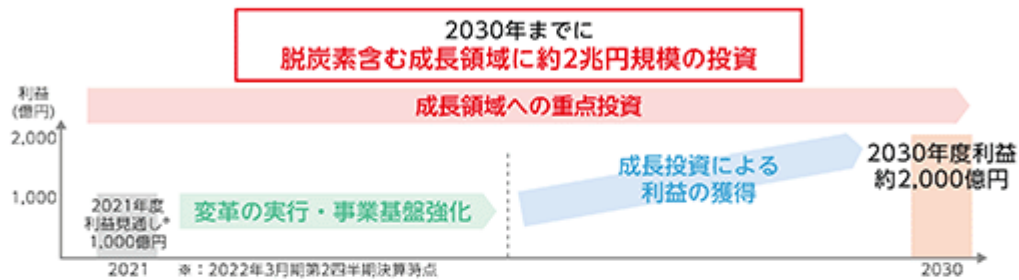 2030年までに
脱炭素含む成長領域に約2兆円規模の投資
利益
(億円)
成長領域への重点投資
2,000
1,000
2021年度
利益見通し*
1,000億円
変革の実行・事業基盤強化
成長投資による
利益の獲得
2030年度利益
約2,000億円
2021
※：2022年3月期第2四半期決算時点
2030